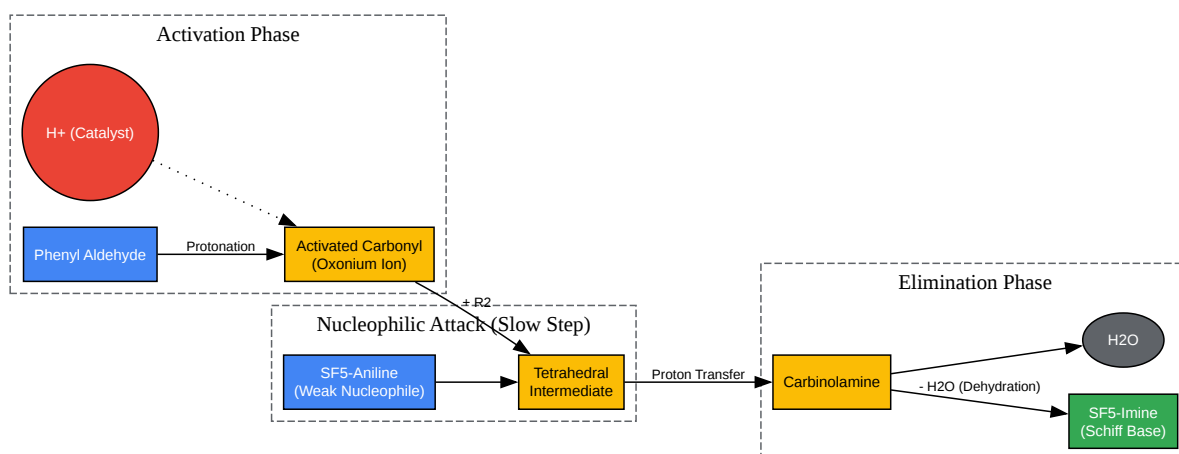 Activation Phase
H+ (Catalyst)
Phenyl Aldehyde
Protonation
Activated Carbonyl
(Oxonium Ion)
+ R2
Nucleophilic Attack (Slow Step)
SF5-Aniline
(Weak Nucleophile)
Tetrahedral
Intermediate
Proton Transfer
Elimination Phase
Carbinolamine
H2O
- H2O (Dehydration)
SF5-Imine
(Schiff Base)